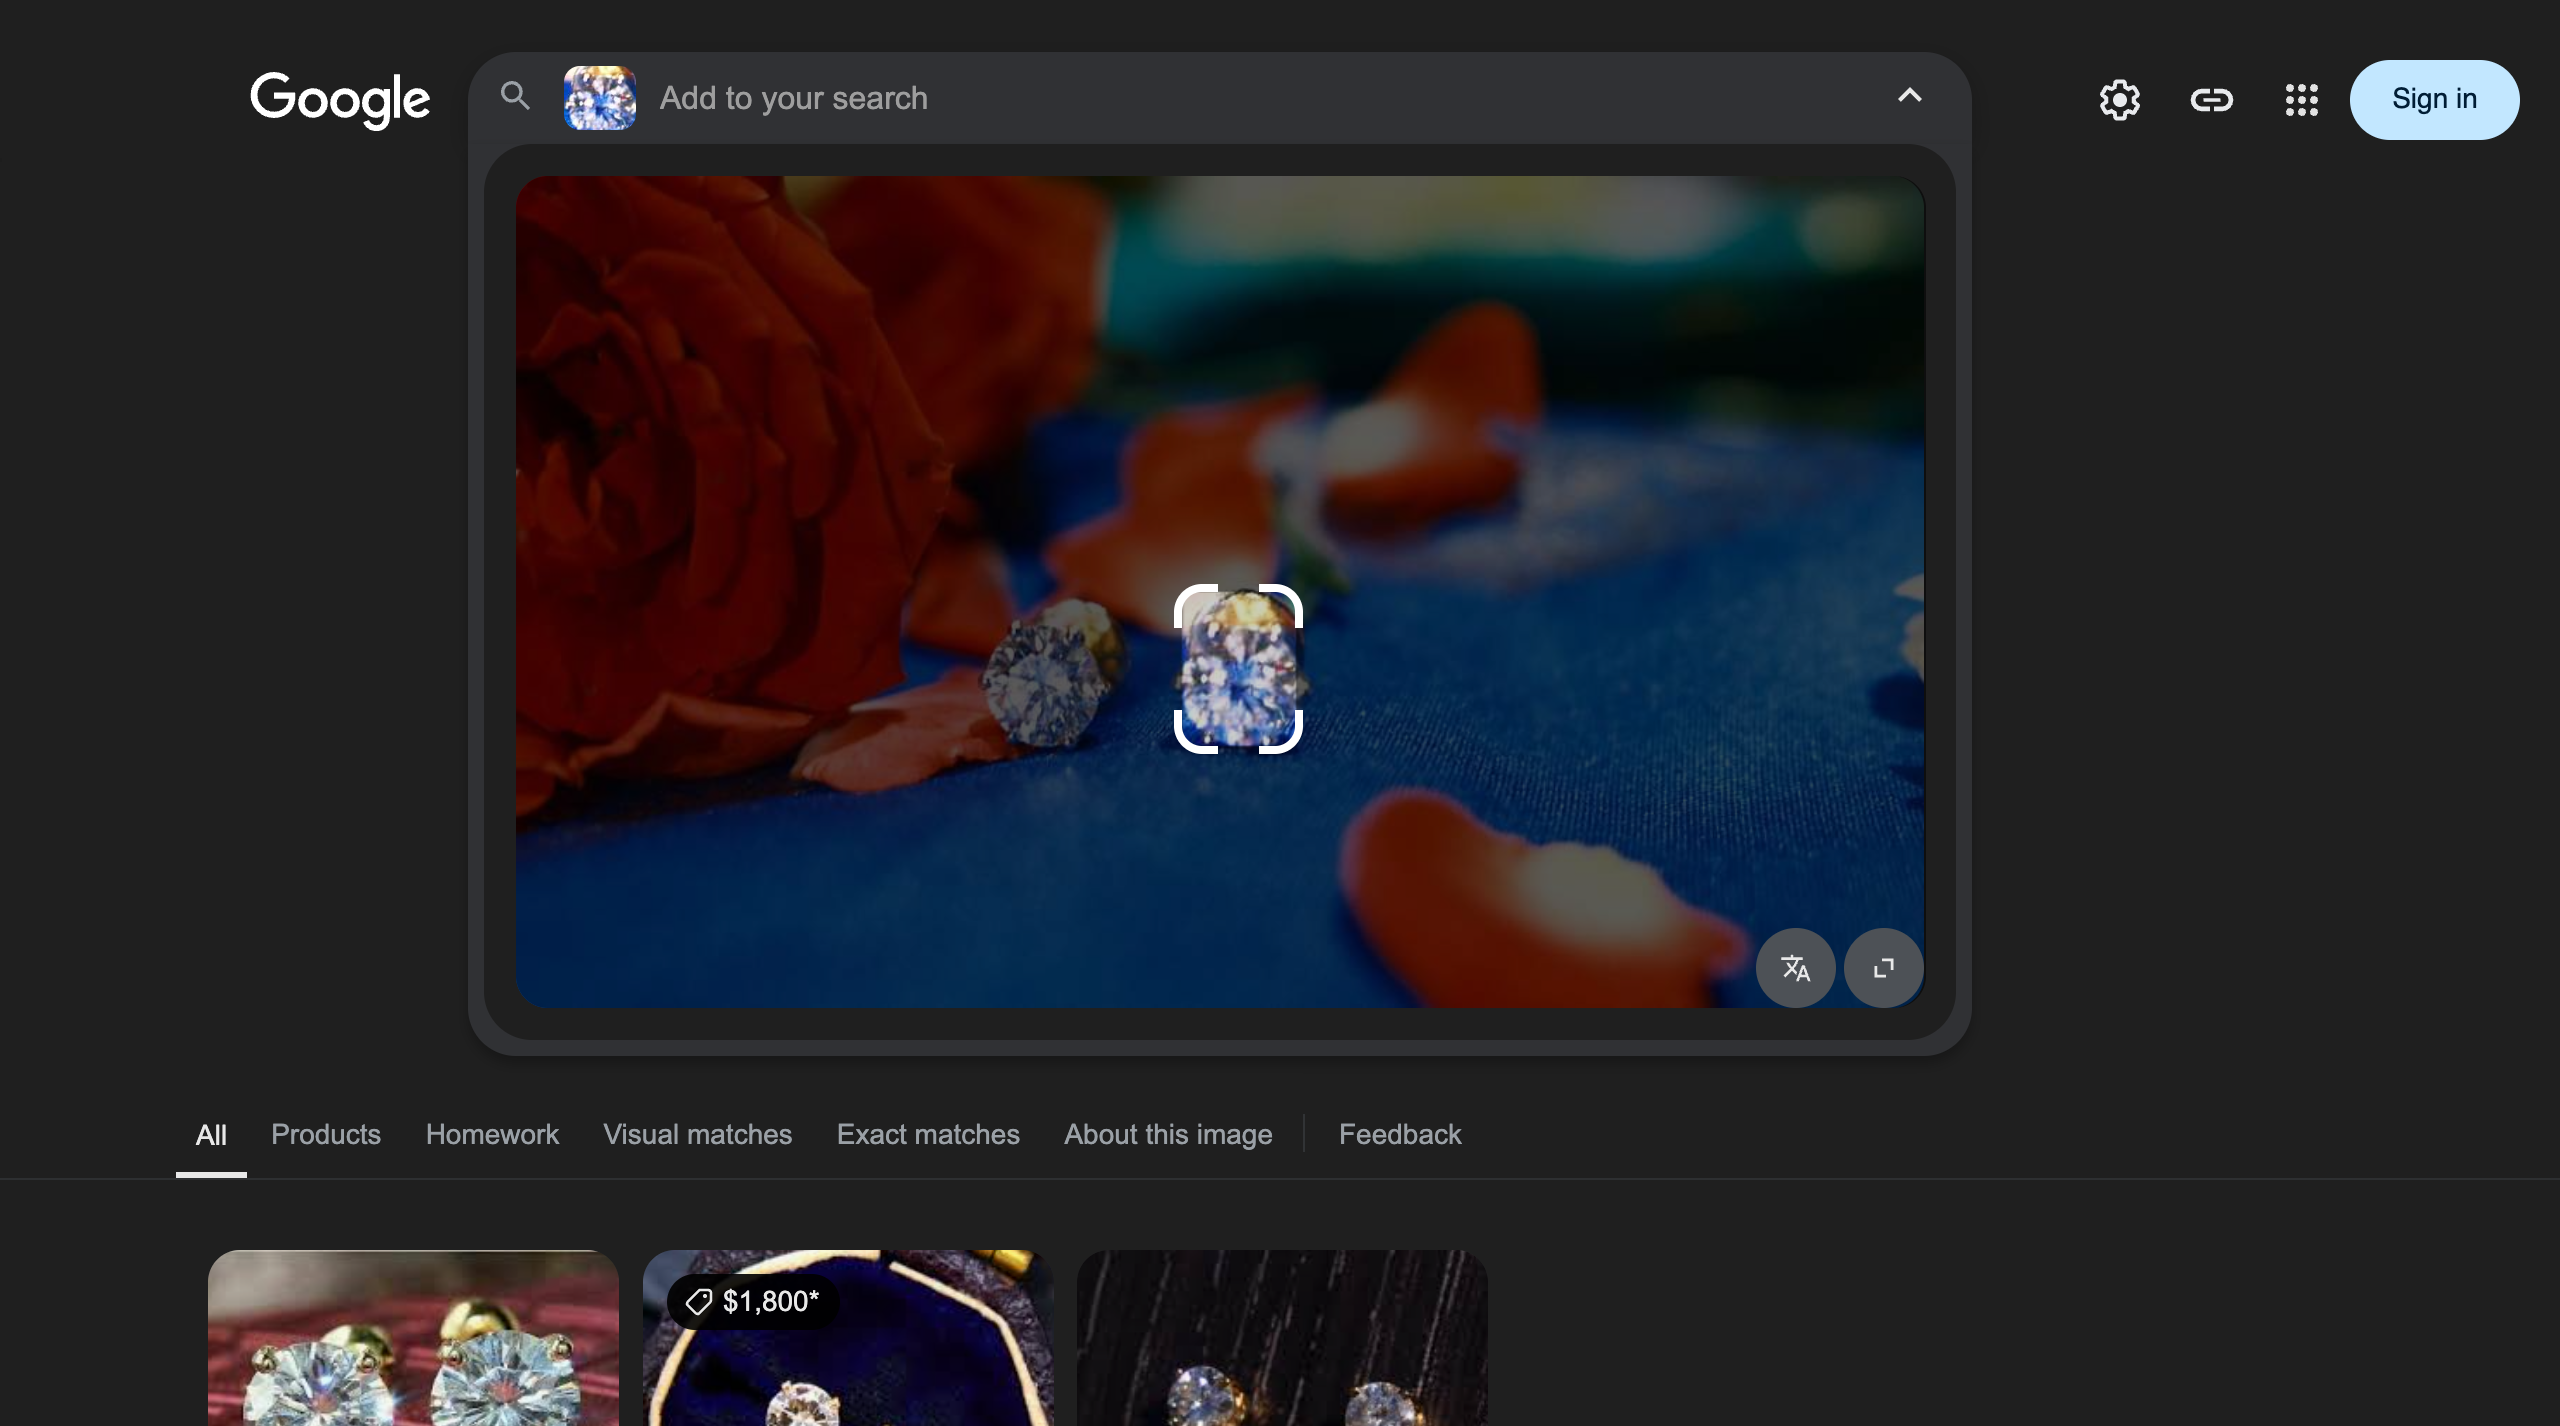 Google
Add to your search
Sign in
All
Products
Homework
Visual matches
Exact matches
About this image
Feedback
$1,800*